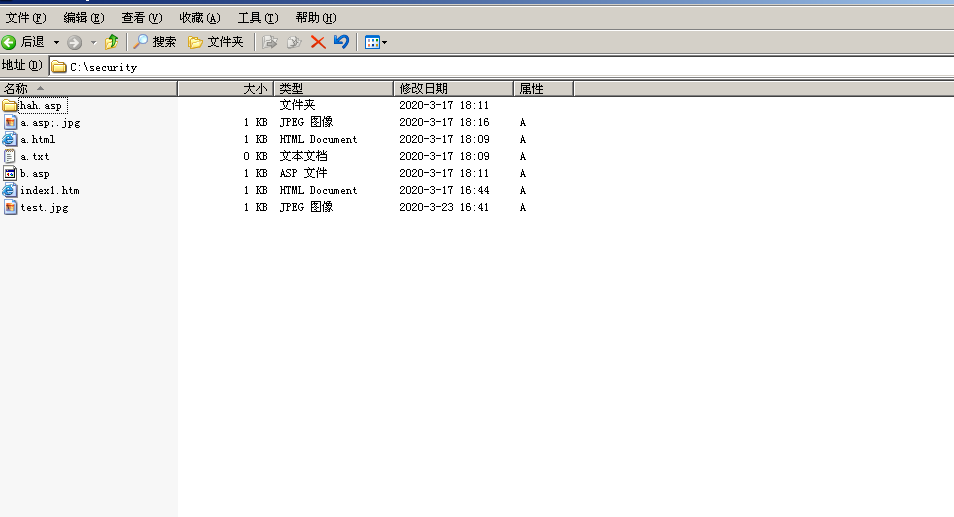 文件(F) 编辑(E) 查看(V) 收藏(A) 工具(T) 帮助(H)
后退 搜索 文件夹
地址(D) C:\security
名称 大小 类型 修改日期 属性
hah.asp 文件夹 2020-3-17 18:11
a.asp;.jpg 1 KB JPEG 图像 2020-3-17 18:16 A
a.html 1 KB HTML Document 2020-3-17 18:09 A
a.txt 0 KB 文本文档 2020-3-17 18:09 A
b.asp 1 KB ASP 文件 2020-3-17 18:11 A
index1.htm 1 KB HTML Document 2020-3-17 16:44 A
test.jpg 1 KB JPEG 图像 2020-3-23 16:41 A